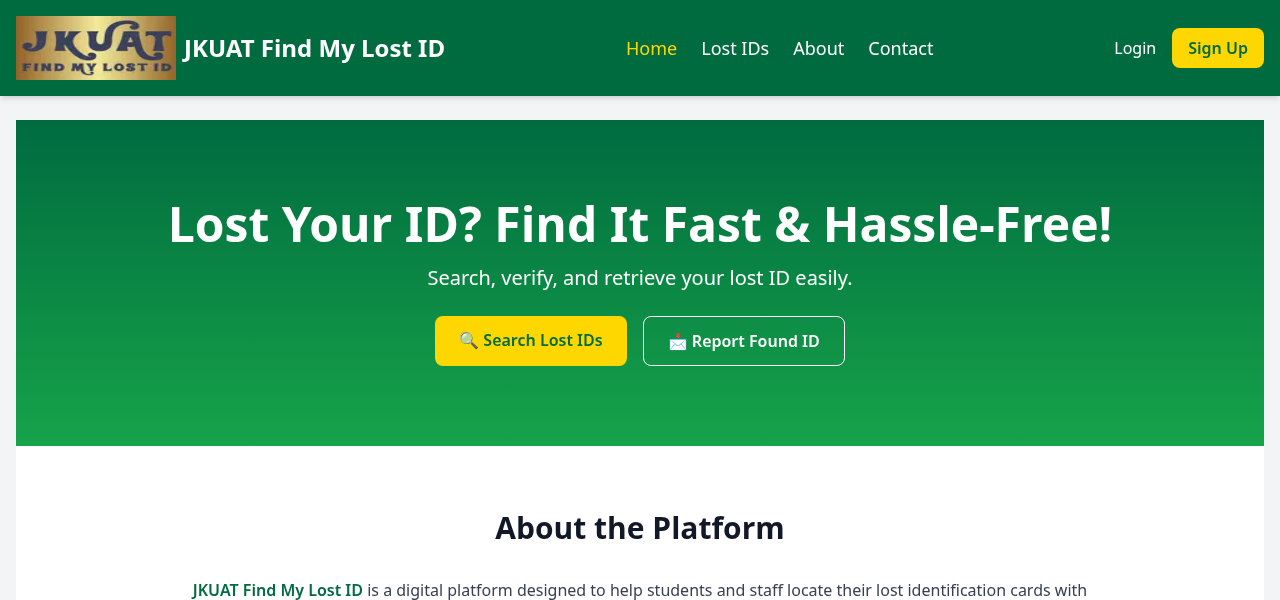 JKUAT
FIND MY LOST ID
JKUAT Find My Lost ID
Home
Lost IDs
About
Contact
Login
Sign Up
Lost Your ID? Find It Fast & Hassle-Free!
Search, verify, and retrieve your lost ID easily.
🔍 Search Lost IDs
📩 Report Found ID
About the Platform
JKUAT Find My Lost ID is a digital platform designed to help students and staff locate their lost identification cards with